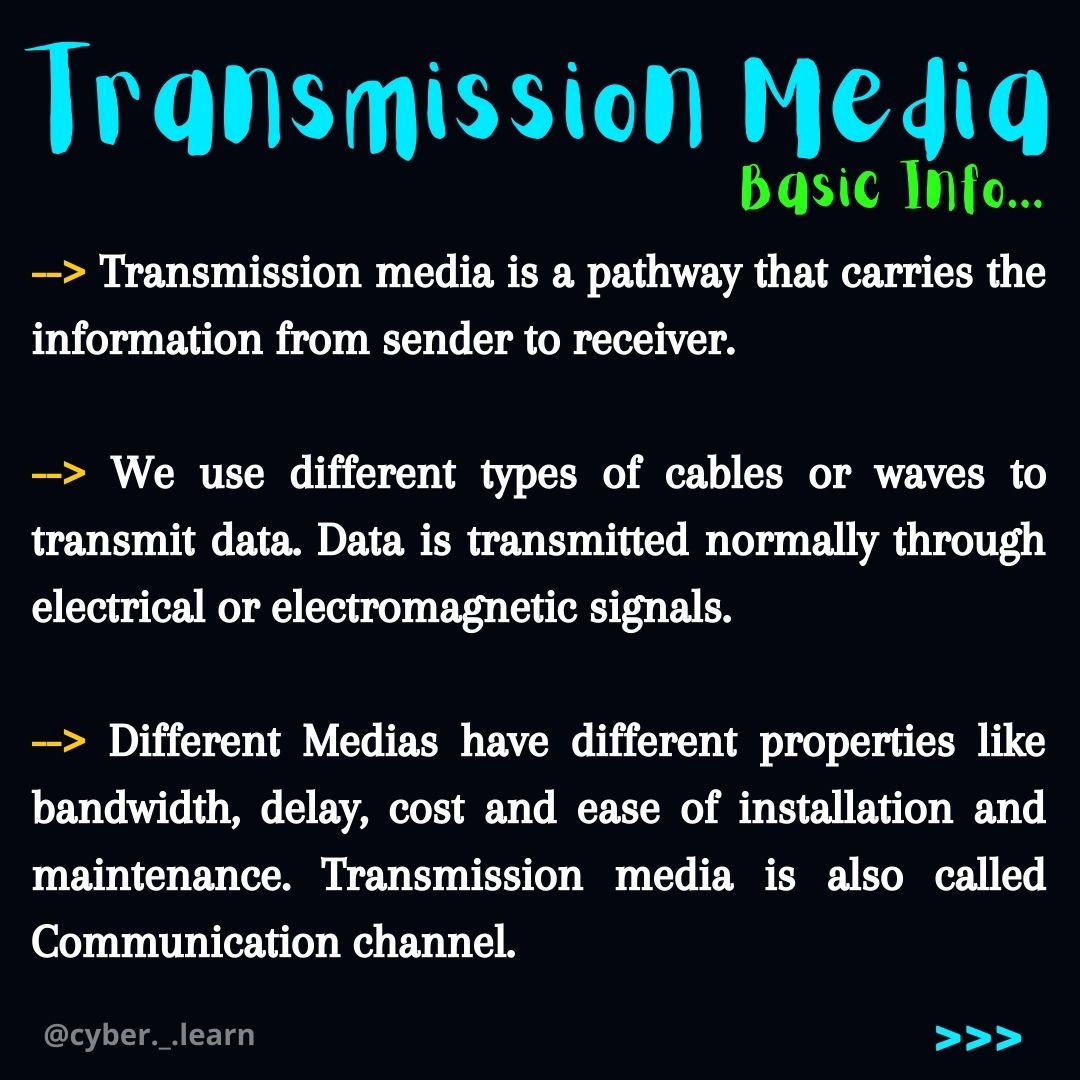 Transmission Media
Basic Info...
--> Transmission media is a pathway that carries the
information from sender to receiver.
--> We use different types of cables or waves to
transmit data. Data is transmitted normally through
electrical or electromagnetic signals.
--> Different Medias have different properties like
bandwidth, delay, cost and ease of installation and
maintenance. Transmission media is also called
Communication channel.
@cyber._.learn
>>>